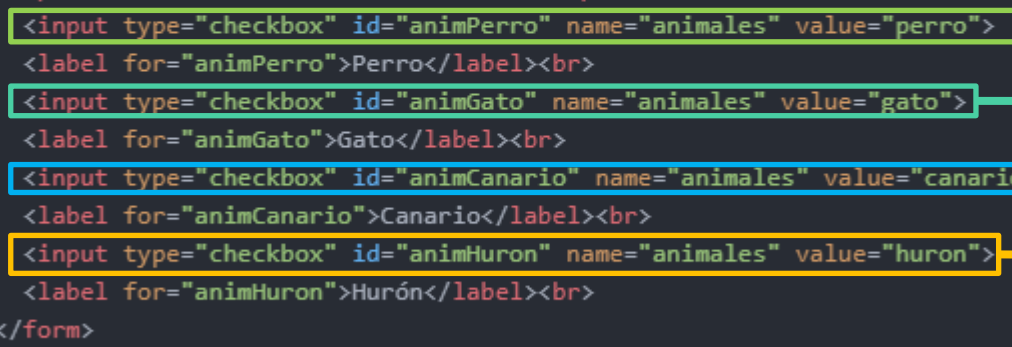 <input type="checkbox" id="animPerro" name="animales" value="perro">
<label for="animPerro">Perro</label><br>
<input type="checkbox" id="animGato" name="animales" value="gato">
<label for="animGato">Gato</label><br>
<input type="checkbox" id="animCanario" name="animales" value="canario
<label for="animCanario">Canario</label><br>
<input type="checkbox" id="animHuron" name="animales" value="huron">
<label for="animHuron">Hurón</label><br>
</form>